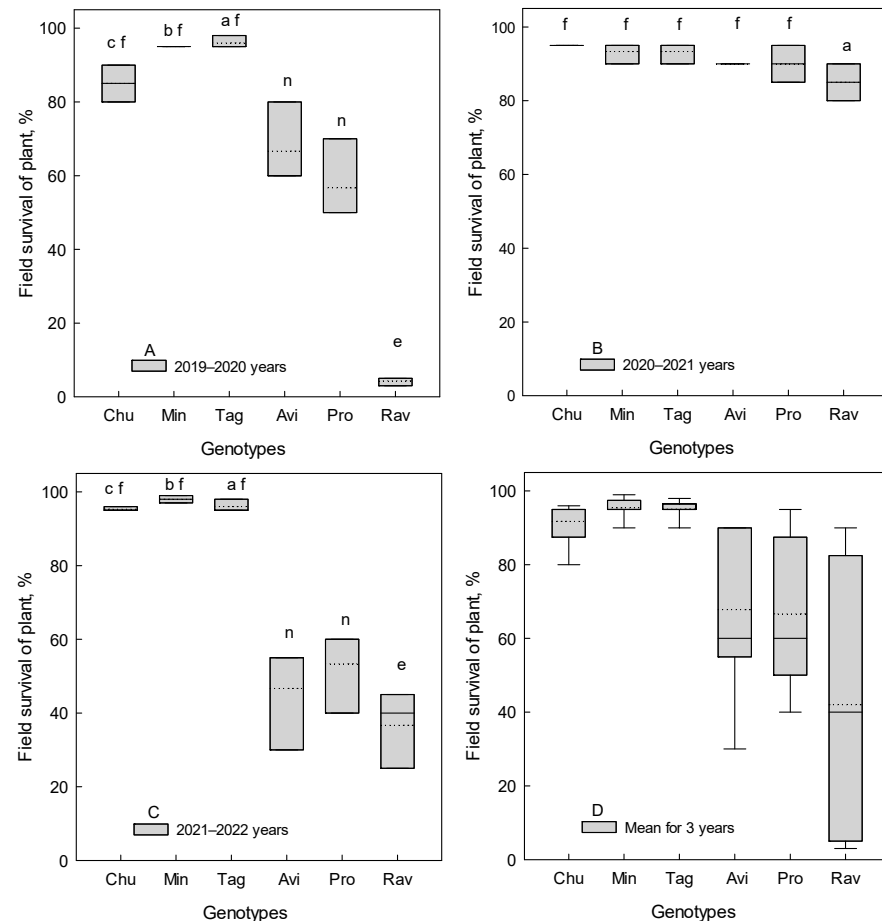 Field survival of plant, %
100
80
60
40
20
0
c f
b f
a f
n
n
e
A
2019–2020 years
Chu Min Tag Avi Pro Rav
Genotypes
Field survival of plant, %
100
80
60
40
20
0
f
f
f
f
f
a
B
2020–2021 years
Chu Min Tag Avi Pro Rav
Genotypes
Field survival of plant, %
100
80
60
40
20
0
c f
b f
a f
n
n
e
C
2021–2022 years
Chu Min Tag Avi Pro Rav
Genotypes
Field survival of plant, %
100
80
60
40
20
0
D
Mean for 3 years
Chu Min Tag Avi Pro Rav
Genotypes